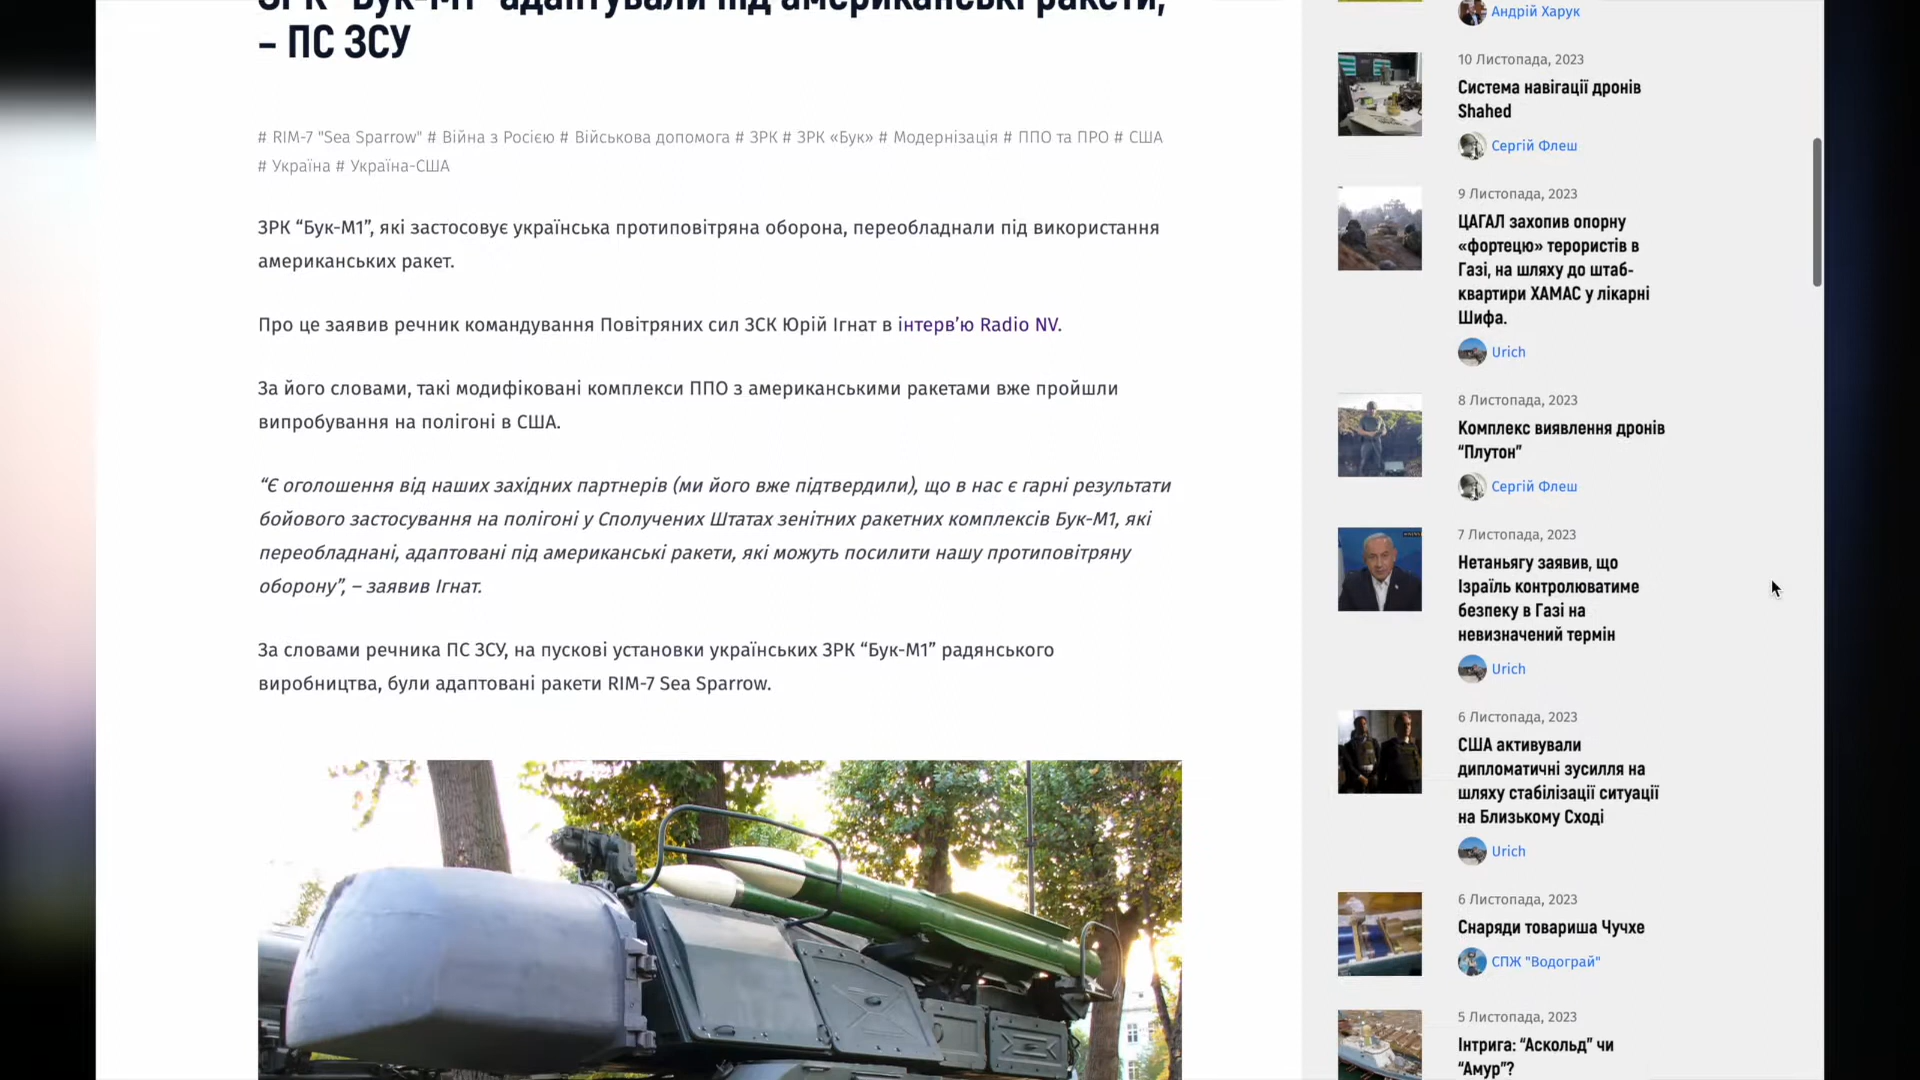 ЗРК “Бук-М1” адаптували під американські ракети,
– ПС ЗСУ
# RIM-7 "Sea Sparrow" # Війна з Росією # Військова допомога # ЗРК # ЗРК «Бук» # Модернізація # ППО та ПРО # США
# Україна # Україна-США
ЗРК “Бук-М1”, які застосовує українська протиповітряна оборона, переобладнали під використання
американських ракет.
Про це заявив речник командування Повітряних сил ЗСК Юрій Ігнат в інтерв’ю Radio NV.
За його словами, такі модифіковані комплекси ППО з американськими ракетами вже пройшли
випробування на полігоні в США.
“Є оголошення від наших західних партнерів (ми його вже підтвердили), що в нас є гарні результати
бойового застосування на полігоні у Сполучених Штатах зенітних ракетних комплексів Бук-М1, які
переобладнані, адаптовані під американські ракети, які можуть посилити нашу протиповітряну
оборону”, – заявив Ігнат.
За словами речника ПС ЗСУ, на пускові установки українських ЗРК “Бук-М1” радянського
виробництва, були адаптовані ракети RIM-7 Sea Sparrow.
Андрій Харук
10 Листопада, 2023
Система навігації дронів
Shahed
Сергій Флеш
9 Листопада, 2023
ЦАГАЛ захопив опорну
«фортецю» терористів в
Газі, на шляху до штаб-
квартири ХАМАС у лікарні
Шифа.
Urich
8 Листопада, 2023
Комплекс виявлення дронів
“Плутон”
Сергій Флеш
7 Листопада, 2023
Нетаньягу заявив, що
Ізраїль контролюватиме
безпеку в Газі на
невизначений термін
Urich
6 Листопада, 2023
США активували
дипломатичні зусилля на
шляху стабілізації ситуації
на Близькому Сході
Urich
6 Листопада, 2023
Снаряди товариша Чучхе
СПЖ "Водограй"
5 Листопада, 2023
Інтрига: “Аскольд” чи
“Амур”?